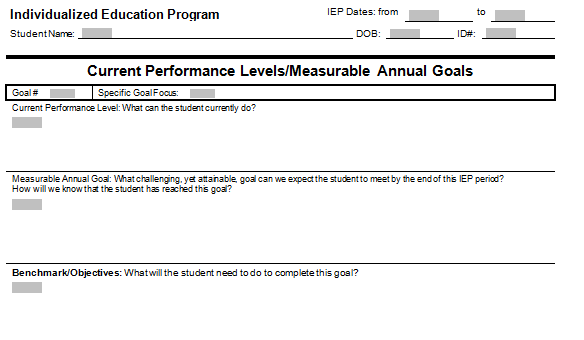 Individualized Education Program
IEP Dates: from to
Student Name: DOB: ID#:
Current Performance Levels/Measurable Annual Goals
Goal # Specific Goal Focus:
Current Performance Level: What can the student currently do?
Measurable Annual Goal: What challenging, yet attainable, goal can we expect the student to meet by the end of this IEP period?
How will we know that the student has reached this goal?
Benchmark/Objectives: What will the student need to do to complete this goal?